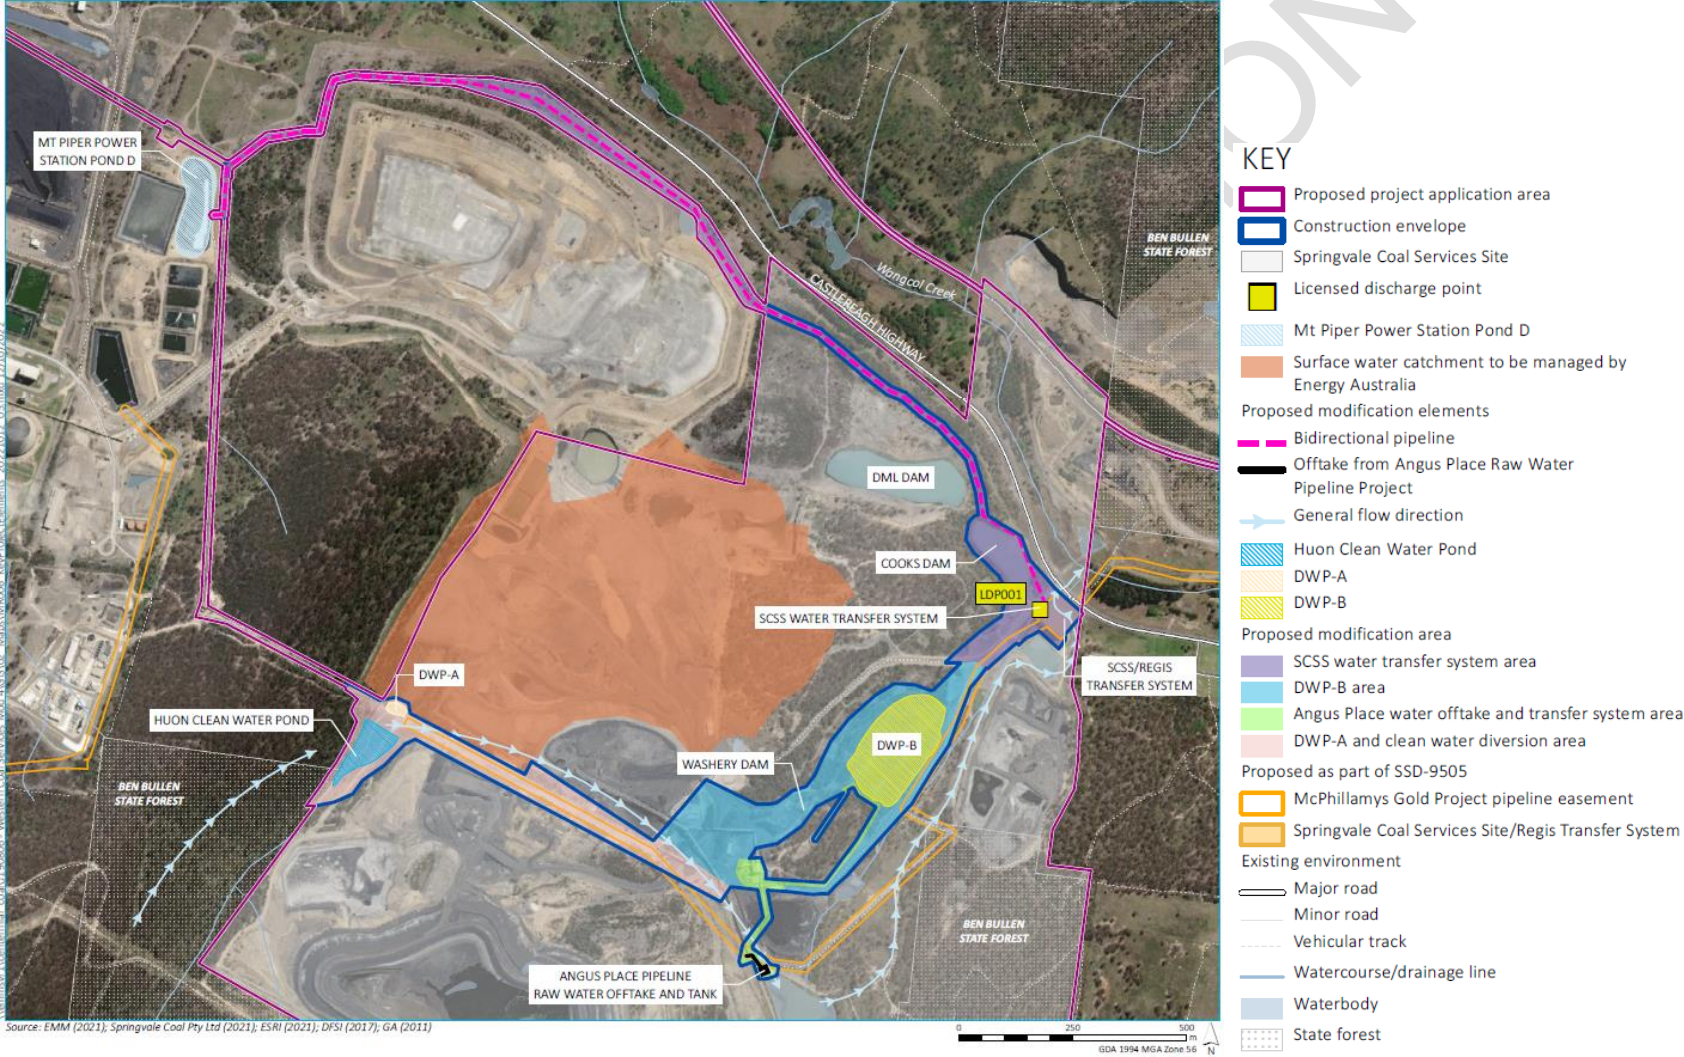 MT PIPER POWER
STATION POND D
BEN BULLEN
STATE FOREST
Wangcol Creek
CASTLEREAGH HIGHWAY
DML DAM
COOKS DAM
LDP001
SCSS WATER TRANSFER SYSTEM
SCSS/REGIS
TRANSFER SYSTEM
DWP-A
HUON CLEAN WATER POND
DWP-B
WASHERY DAM
BEN BULLEN
STATE FOREST
BEN BULLEN
STATE FOREST
ANGUS PLACE PIPELINE
RAW WATER OFFTAKE AND TANK
Source: EMM (2021); Springvale Coal Pty Ltd (2021); ESRI (2021); DFSI (2017); GA (2011)
0 250 500
m
GDA 1994 MGA Zone 56
N
KEY
Proposed project application area
Construction envelope
Springvale Coal Services Site
Licensed discharge point
Mt Piper Power Station Pond D
Surface water catchment to be managed by
Energy Australia
Proposed modification elements
Bidirectional pipeline
Offtake from Angus Place Raw Water
Pipeline Project
General flow direction
Huon Clean Water Pond
DWP-A
DWP-B
Proposed modification area
SCSS water transfer system area
DWP-B area
Angus Place water offtake and transfer system area
DWP-A and clean water diversion area
Proposed as part of SSD-9505
McPhillamys Gold Project pipeline easement
Springvale Coal Services Site/Regis Transfer System
Existing environment
Major road
Minor road
Vehicular track
Watercourse/drainage line
Waterbody
State forest
ON